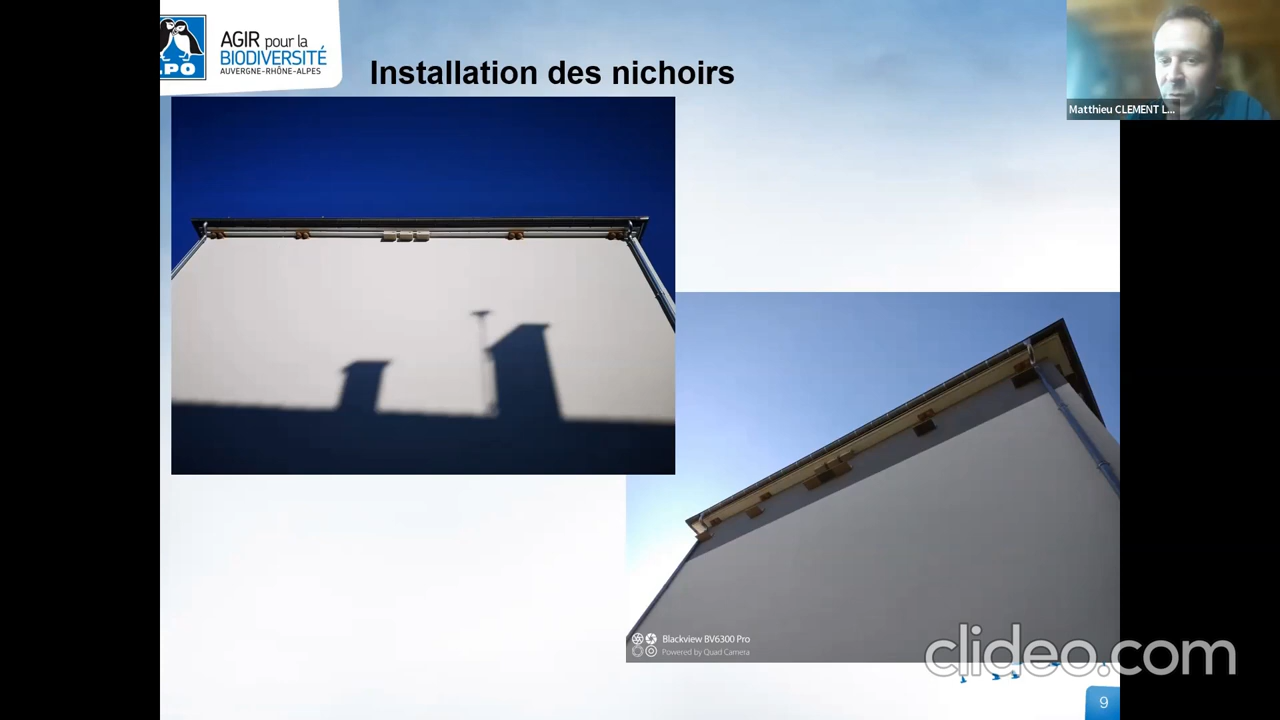 LPO
AGIR pour la
BIODIVERSITÉ
AUVERGNE-RHÔNE-ALPES
Installation des nichoirs
Matthieu CLEMENT L...
Blackview BV6300 Pro
Powered by Quad Camera
clideo.com
9